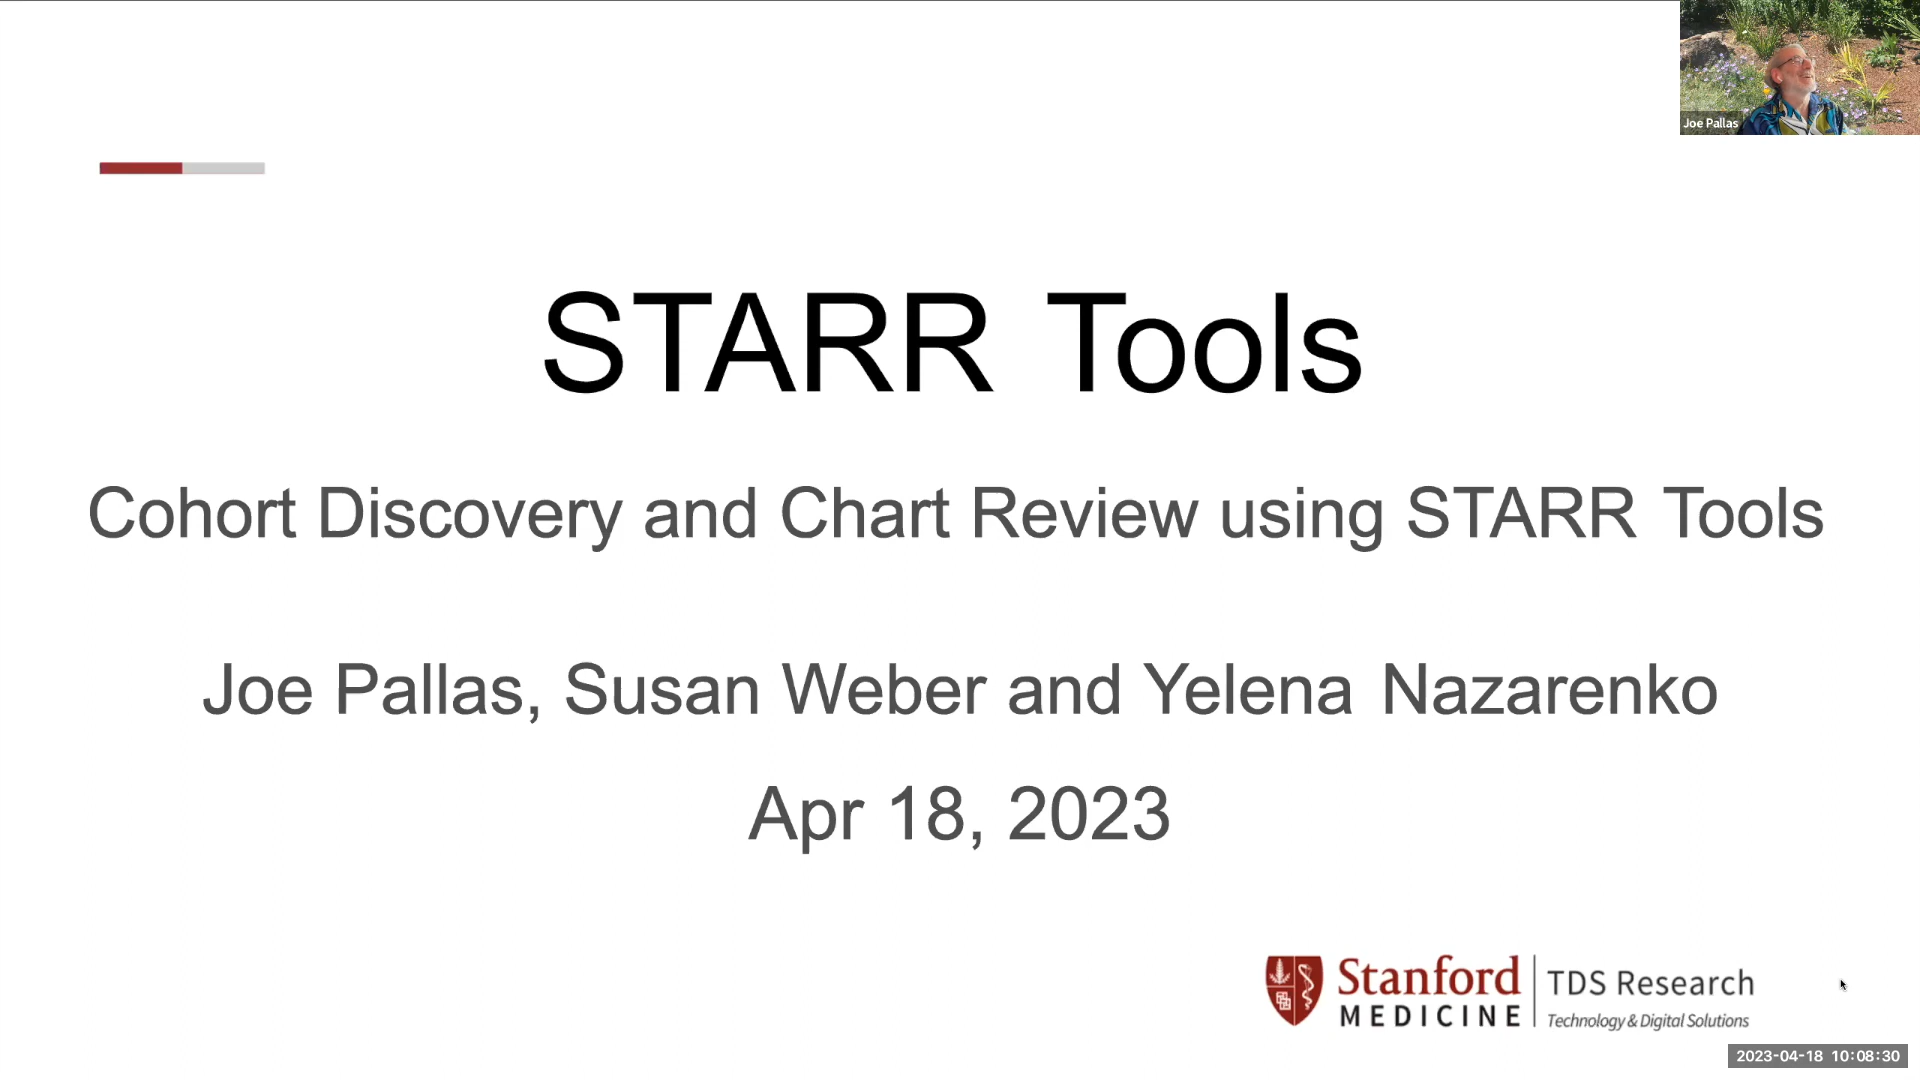 Joe Pallas
STARR Tools
Cohort Discovery and Chart Review using STARR Tools
Joe Pallas, Susan Weber and Yelena Nazarenko
Apr 18, 2023
Stanford
MEDICINE
TDS Research
Technology & Digital Solutions
2023-04-18 10:08:30